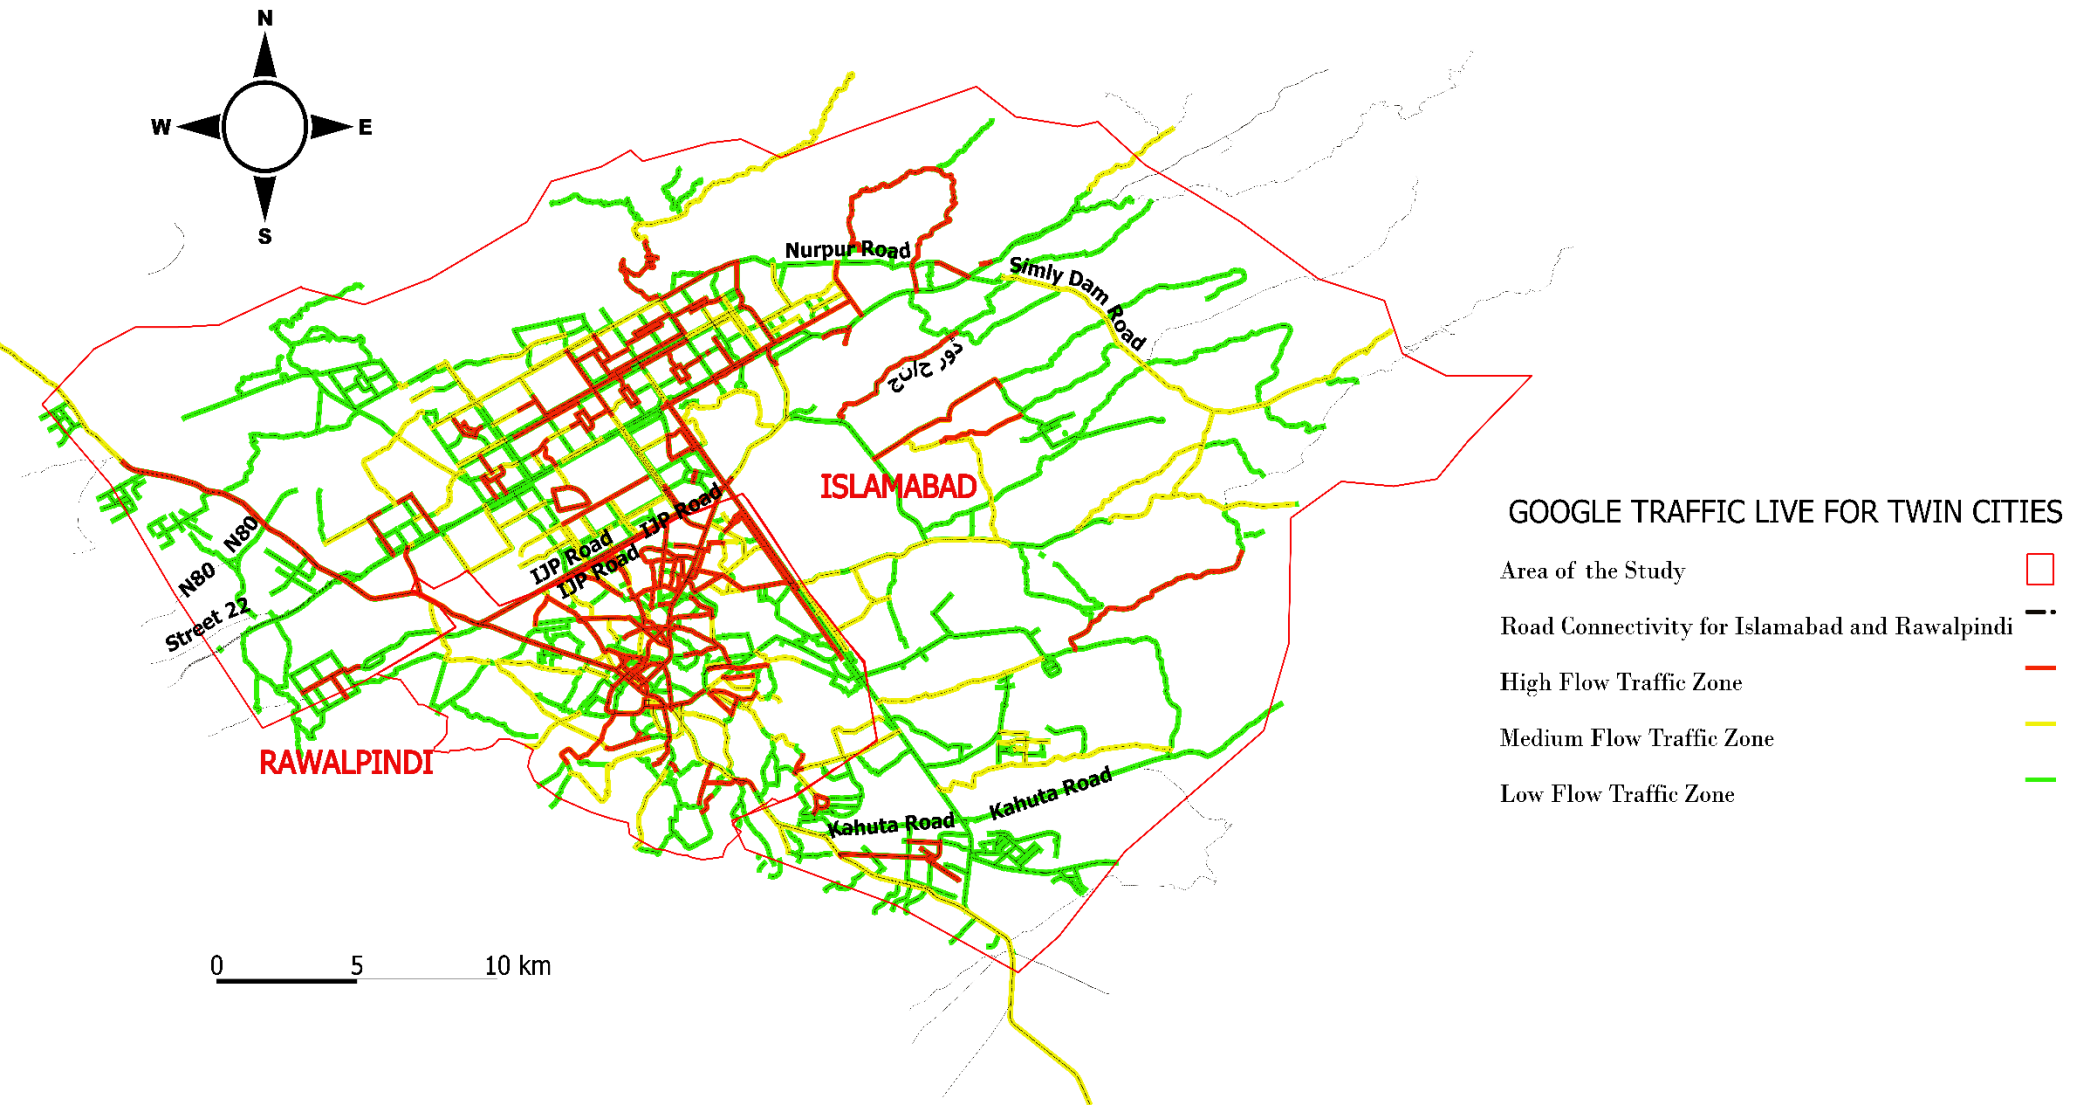 N
W
E
S
Nurpur Road
Simly Dam Road
جناح روڈ
ISLAMABAD
IJP Road
IJP Road
IJP Road
N80
N80
Street 22
RAWALPINDI
Kahuta Road
Kahuta Road
0 5 10 km
GOOGLE TRAFFIC LIVE FOR TWIN CITIES
Area of the Study
Road Connectivity for Islamabad and Rawalpindi
High Flow Traffic Zone
Medium Flow Traffic Zone
Low Flow Traffic Zone